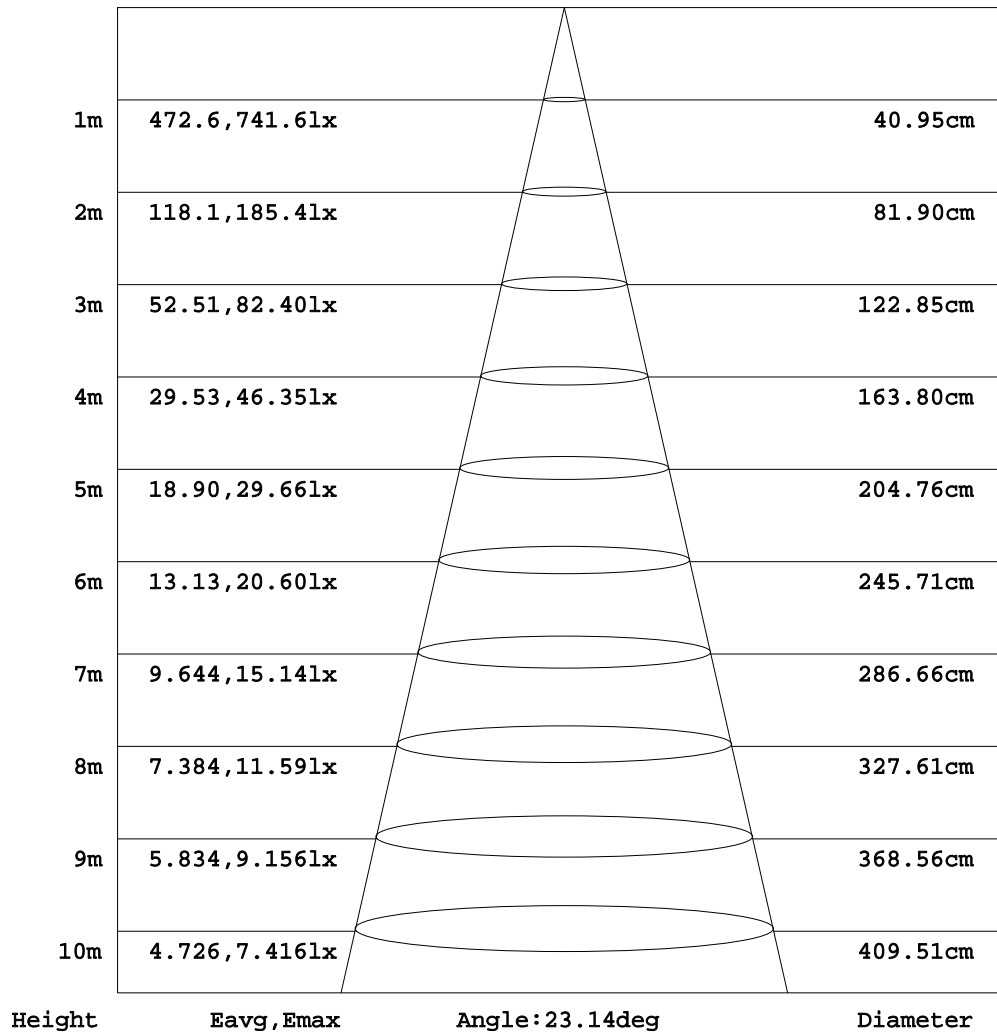 1m 472.6,741.6lx 40.95cm
2m 118.1,185.4lx 81.90cm
3m 52.51,82.40lx 122.85cm
4m 29.53,46.35lx 163.80cm
5m 18.90,29.66lx 204.76cm
6m 13.13,20.60lx 245.71cm
7m 9.644,15.14lx 286.66cm
8m 7.384,11.59lx 327.61cm
9m 5.834,9.156lx 368.56cm
10m 4.726,7.416lx 409.51cm
Height Eavg,Emax Angle:23.14deg Diameter